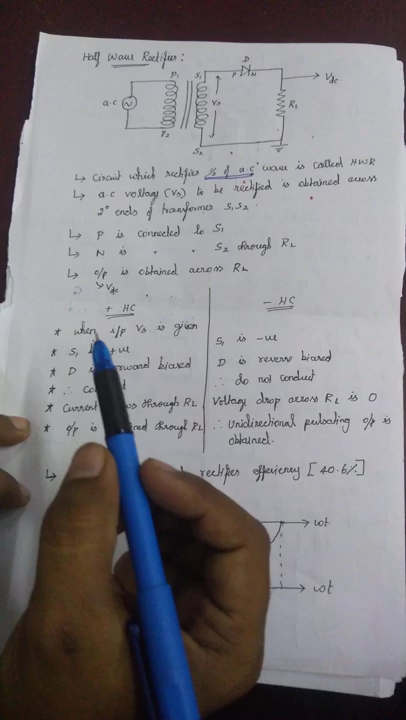 Half Wave Rectifier:
D
P1
S1
P N
Vdc
a.c
Vs
RL
P2
S2
↳ Circuit which rectifies ½ of a.c wave is called HWR
↳ a.c voltage (Vs) to be rectified is obtained across
2° ends of transformer S1 S2.
↳ P is connected to S1
↳ N is " " S2 through RL
↳ o/p is obtained across RL
↳ Vdc
+ HC
* when i/p Vs is given
* S1 +ve
* D is forward biased
* ∴
* Current through RL
* o/p is through RL
- HC
S1 is -ve
D is reverse biased
∴ do not conduct
Voltage drop across RL is 0
∴ Unidirectional pulsating o/p is
obtained.
↳ rectifier efficiency [40.6%]
ωt
ωt